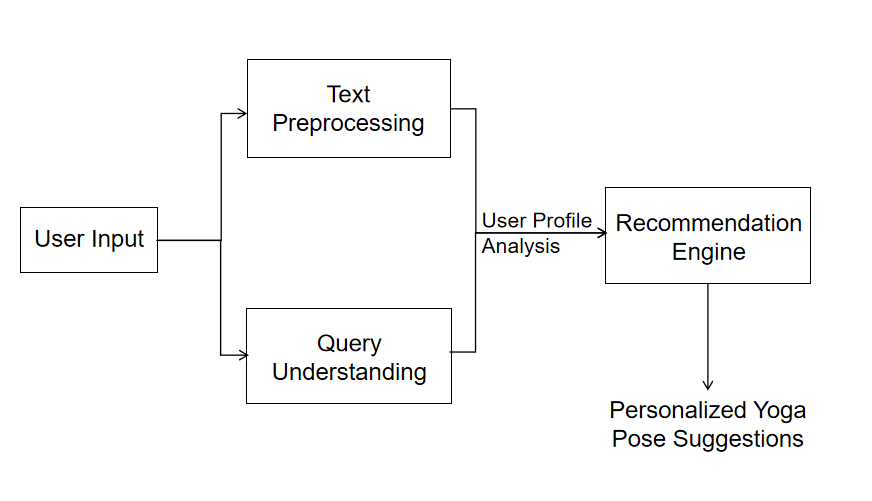 Text
Preprocessing
User Input
User Profile
Analysis
Recommendation
Engine
Query
Understanding
Personalized Yoga
Pose Suggestions